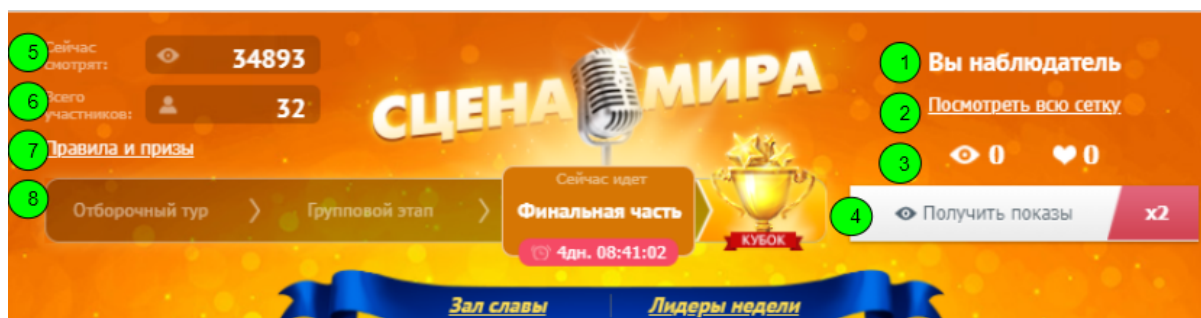 5 Сейчас смотрят: 34893
6 Всего участников: 32
7 Правила и призы
СЦЕНА МИРА
1 Вы наблюдатель
2 Посмотреть всю сетку
3 0 0
4 Получить показы x2
8 Отборочный тур Групповой этап
Сейчас идет
Финальная часть
4дн. 08:41:02
КУБОК
Зал славы Лидеры недели